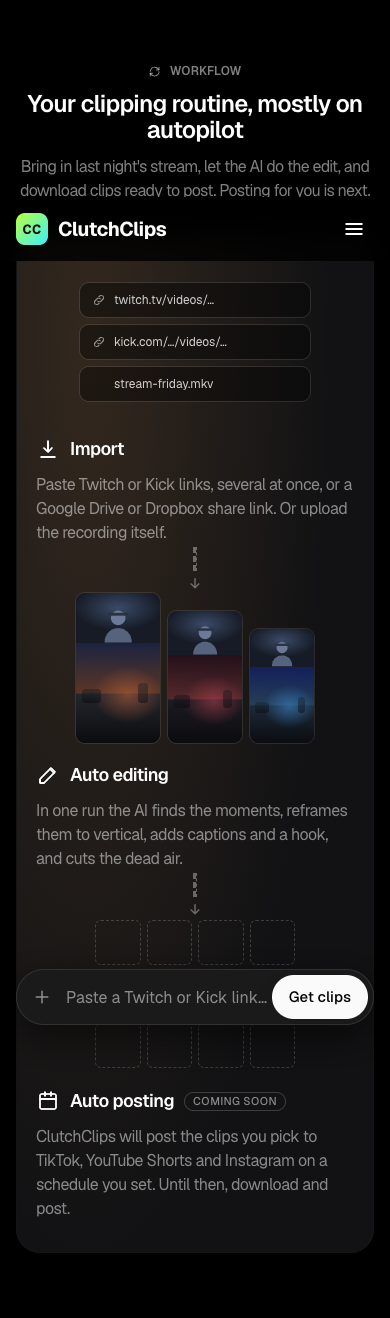 WORKFLOW
Your clipping routine, mostly on
autopilot
Bring in last night's stream, let the AI do the edit, and
download clips ready to post. Posting for you is next.
CC ClutchClips
twitch.tv/videos/...
kick.com/.../videos/...
stream-friday.mkv
Import
Paste Twitch or Kick links, several at once, or a
Google Drive or Dropbox share link. Or upload
the recording itself.
Auto editing
In one run the AI finds the moments, reframes
them to vertical, adds captions and a hook,
and cuts the dead air.
Paste a Twitch or Kick link... Get clips
Auto posting COMING SOON
ClutchClips will post the clips you pick to
TikTok, YouTube Shorts and Instagram on a
schedule you set. Until then, download and
post.